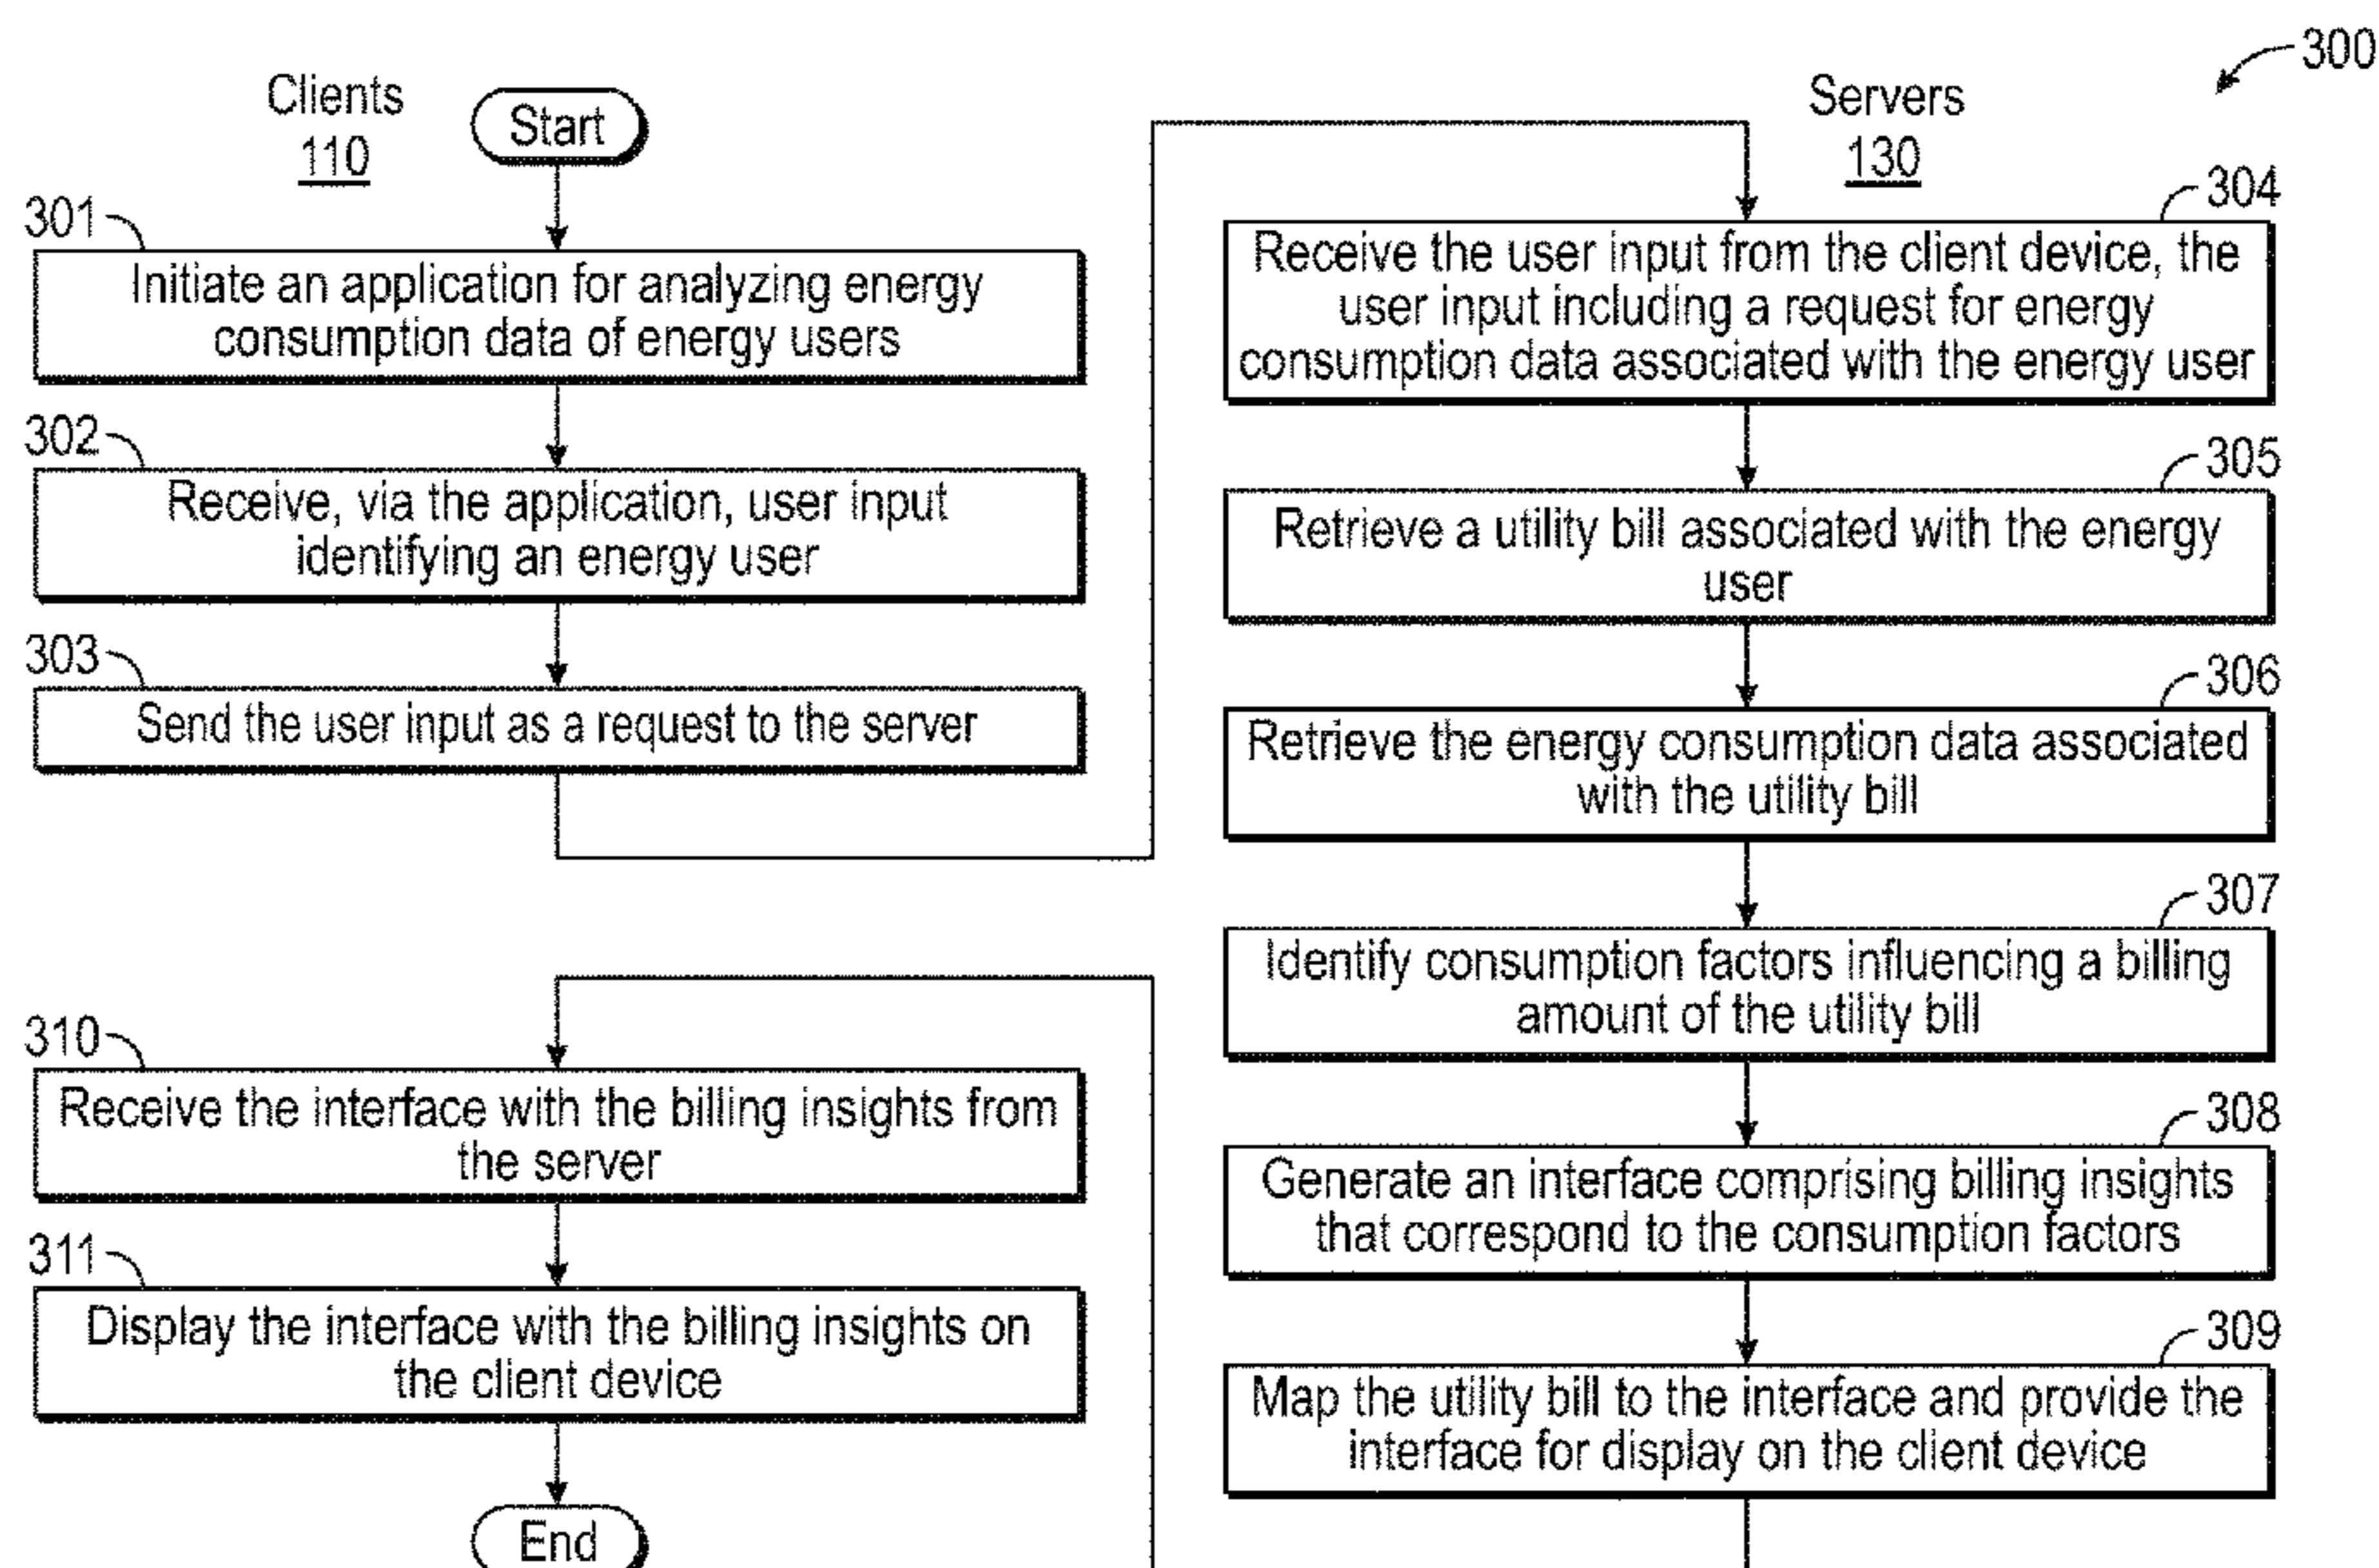 300
Clients
110
Start
301
Initiate an application for analyzing energy
consumption data of energy users
302
Receive, via the application, user input
identifying an energy user
303
Send the user input as a request to the server
Servers
130
304
Receive the user input from the client device, the
user input including a request for energy
consumption data associated with the energy user
305
Retrieve a utility bill associated with the energy
user
306
Retrieve the energy consumption data associated
with the utility bill
307
Identify consumption factors influencing a billing
amount of the utility bill
308
Generate an interface comprising billing insights
that correspond to the consumption factors
309
Map the utility bill to the interface and provide the
interface for display on the client device
310
Receive the interface with the billing insights from
the server
311
Display the interface with the billing insights on
the client device
End